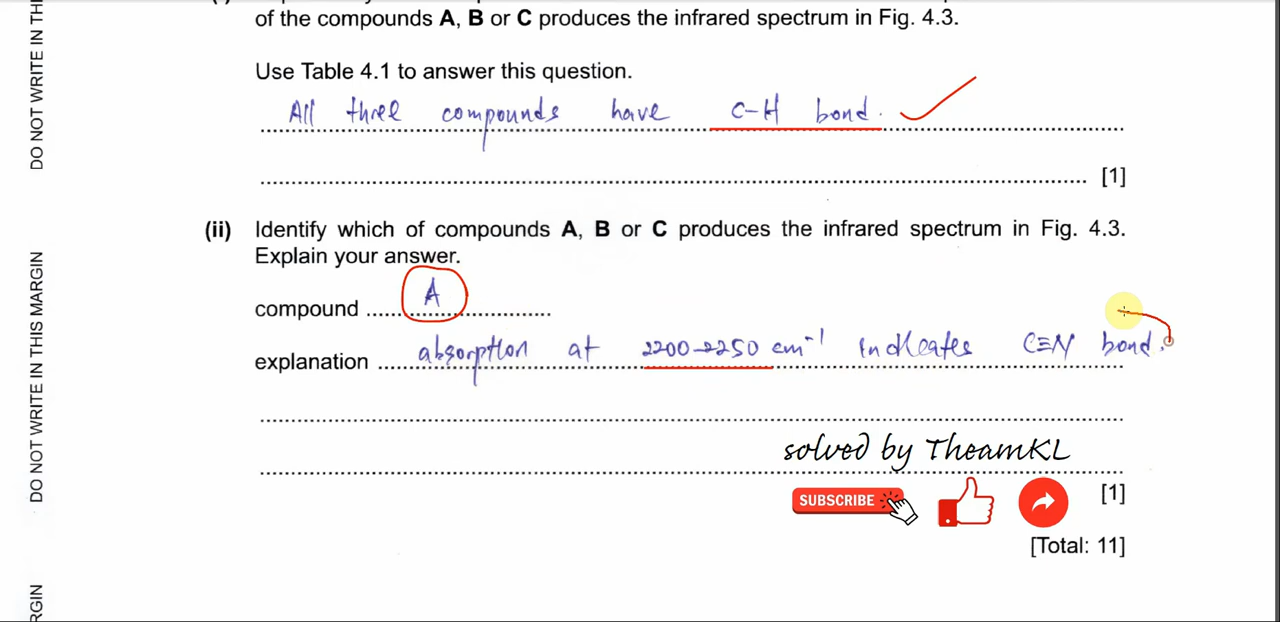 of the compounds A, B or C produces the infrared spectrum in Fig. 4.3.
Use Table 4.1 to answer this question.
All three compounds have C-H bond.
[1]
(ii) Identify which of compounds A, B or C produces the infrared spectrum in Fig. 4.3.
Explain your answer.
compound A
explanation absorption at 2200-2250 cm⁻¹ indicates C≡N bond.
solved by TheamKL
SUBSCRIBE
[1]
[Total: 11]
DO NOT WRITE IN TH
DO NOT WRITE IN THIS MARGIN
RGIN